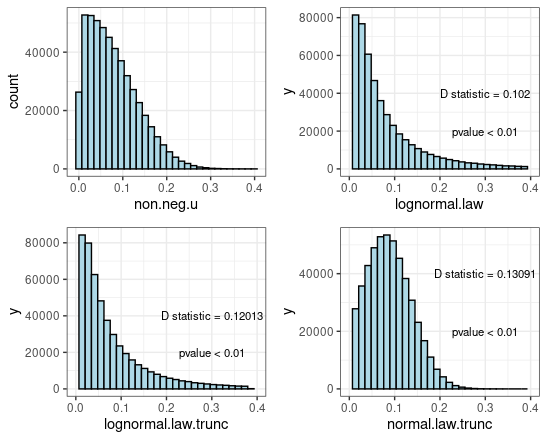 count
40000
20000
0
0.0 0.1 0.2 0.3 0.4
non.neg.u
y
80000
60000
40000
20000
0
D statistic = 0.102
pvalue < 0.01
0.0 0.1 0.2 0.3 0.4
lognormal.law
y
80000
60000
40000
20000
0
D statistic = 0.12013
pvalue < 0.01
0.0 0.1 0.2 0.3 0.4
lognormal.law.trunc
y
40000
20000
0
D statistic = 0.13091
pvalue < 0.01
0.0 0.1 0.2 0.3 0.4
normal.law.trunc